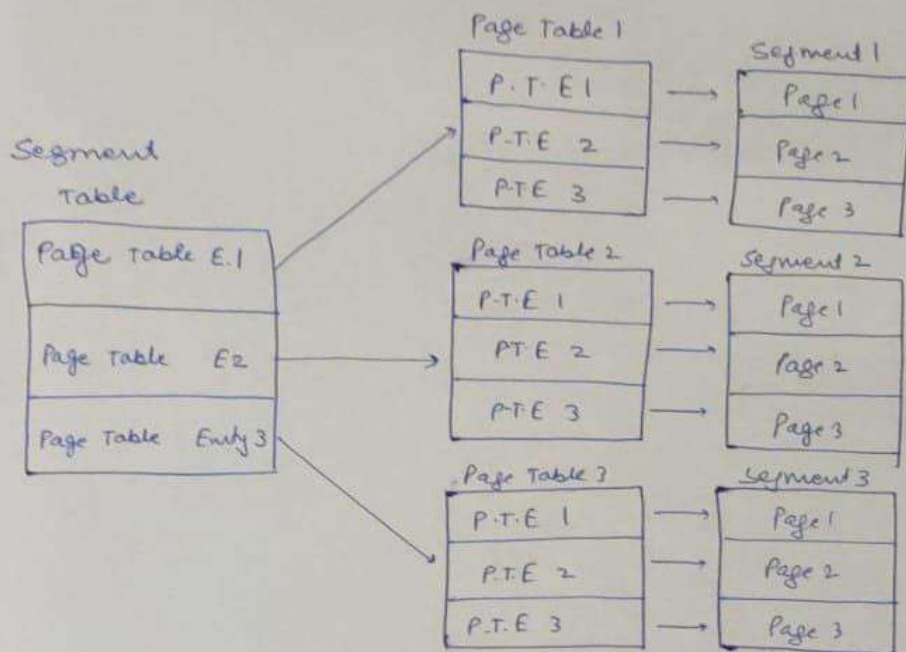 Segment
Table
Page Table E.1
Page Table E2
Page Table Entry 3
Page Table 1
P.T.E 1
P.T.E 2
P.T.E 3
Segment 1
Page 1
Page 2
Page 3
Page Table 2
P.T.E 1
PT.E 2
P.T.E 3
Segment 2
Page 1
Page 2
Page 3
Page Table 3
P.T.E 1
P.T.E 2
P.T.E 3
Segment 3
Page 1
Page 2
Page 3